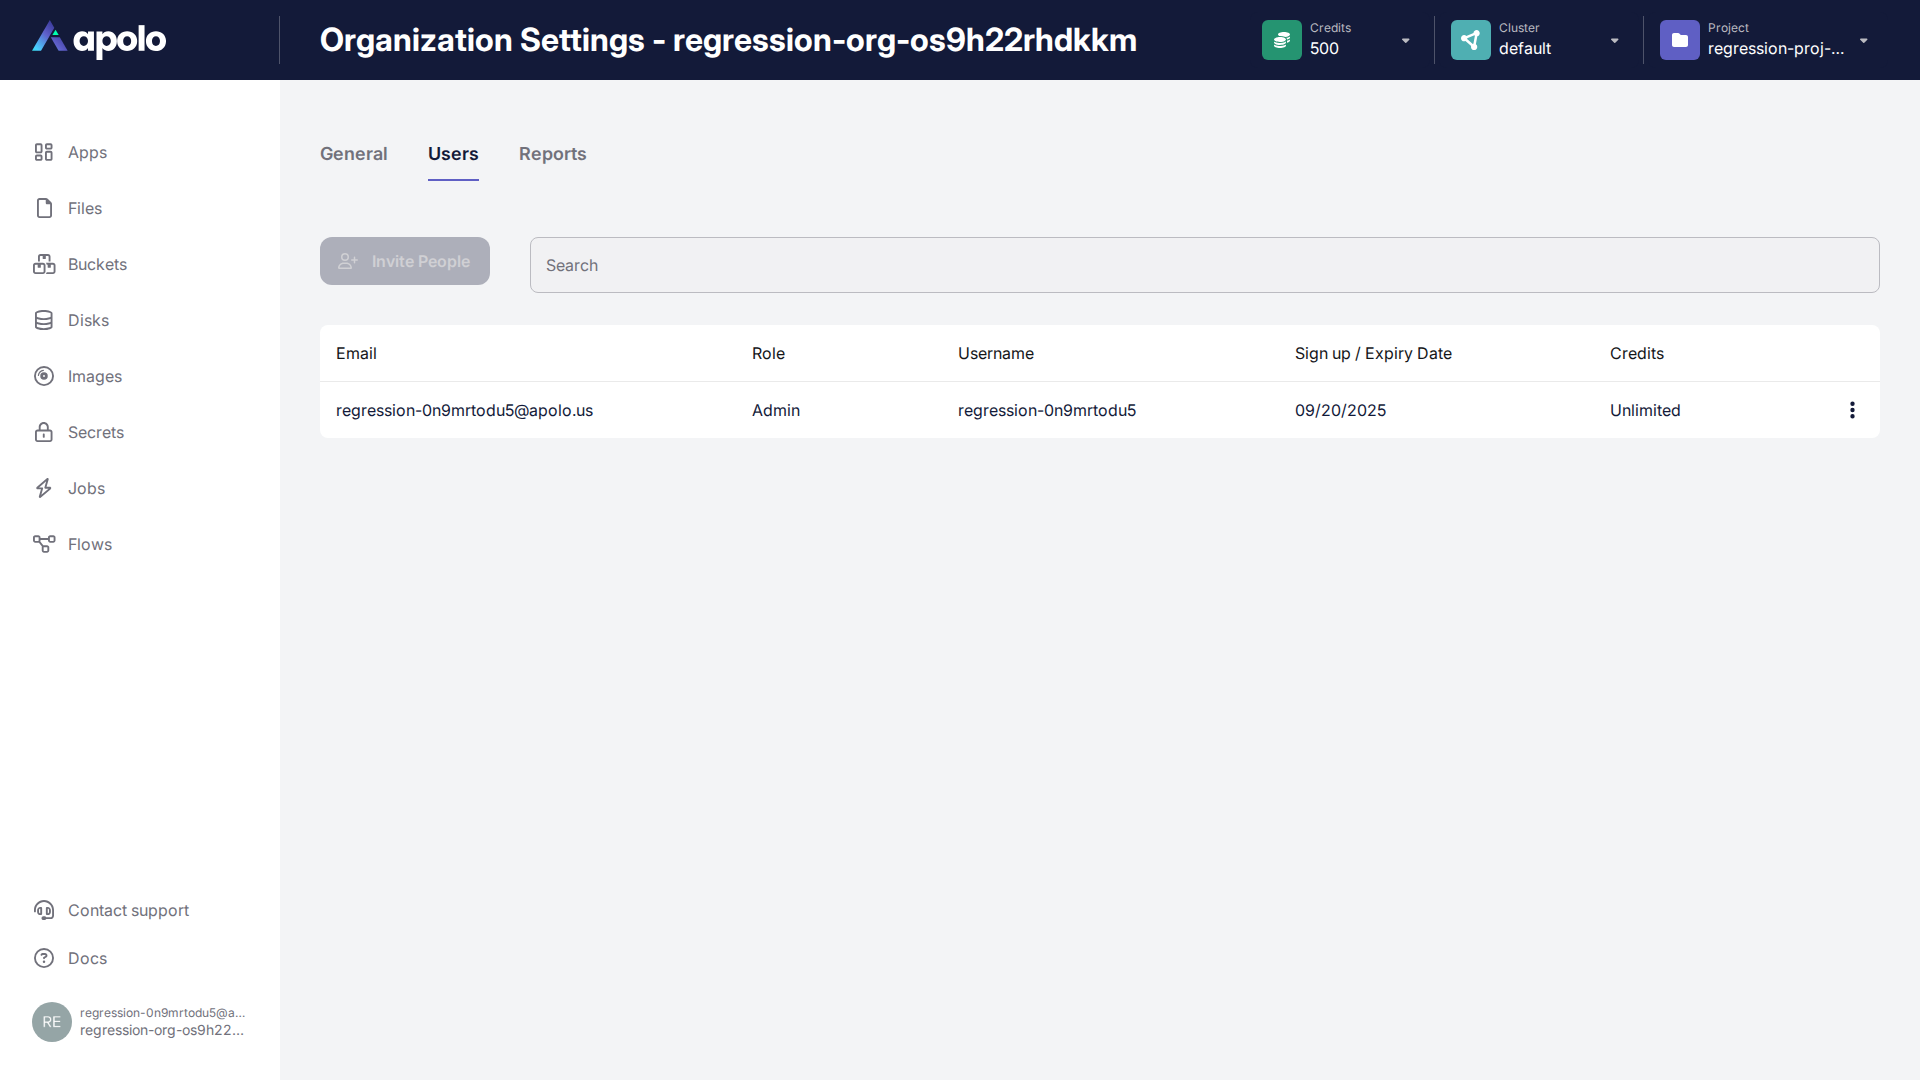 apolo
Organization Settings - regression-org-os9h22rhdkkm
Credits
500
Cluster
default
Project
regression-proj-...
Apps
Files
Buckets
Disks
Images
Secrets
Jobs
Flows
General
Users
Reports
Invite People
Search
Email Role Username Sign up / Expiry Date Credits
regression-0n9mrtodu5@apolo.us Admin regression-0n9mrtodu5 09/20/2025 Unlimited
Contact support
Docs
RE
regression-0n9mrtodu5@a...
regression-org-os9h22...